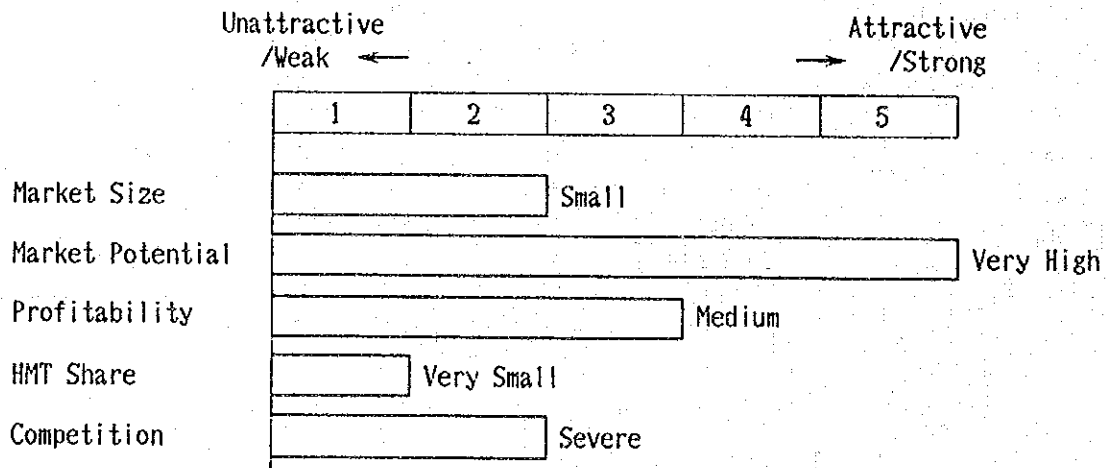 Unattractive
/Weak ←
Attractive
→ /Strong
1 2 3 4 5
Market Size Small
Market Potential Very High
Profitability Medium
HMT Share Very Small
Competition Severe